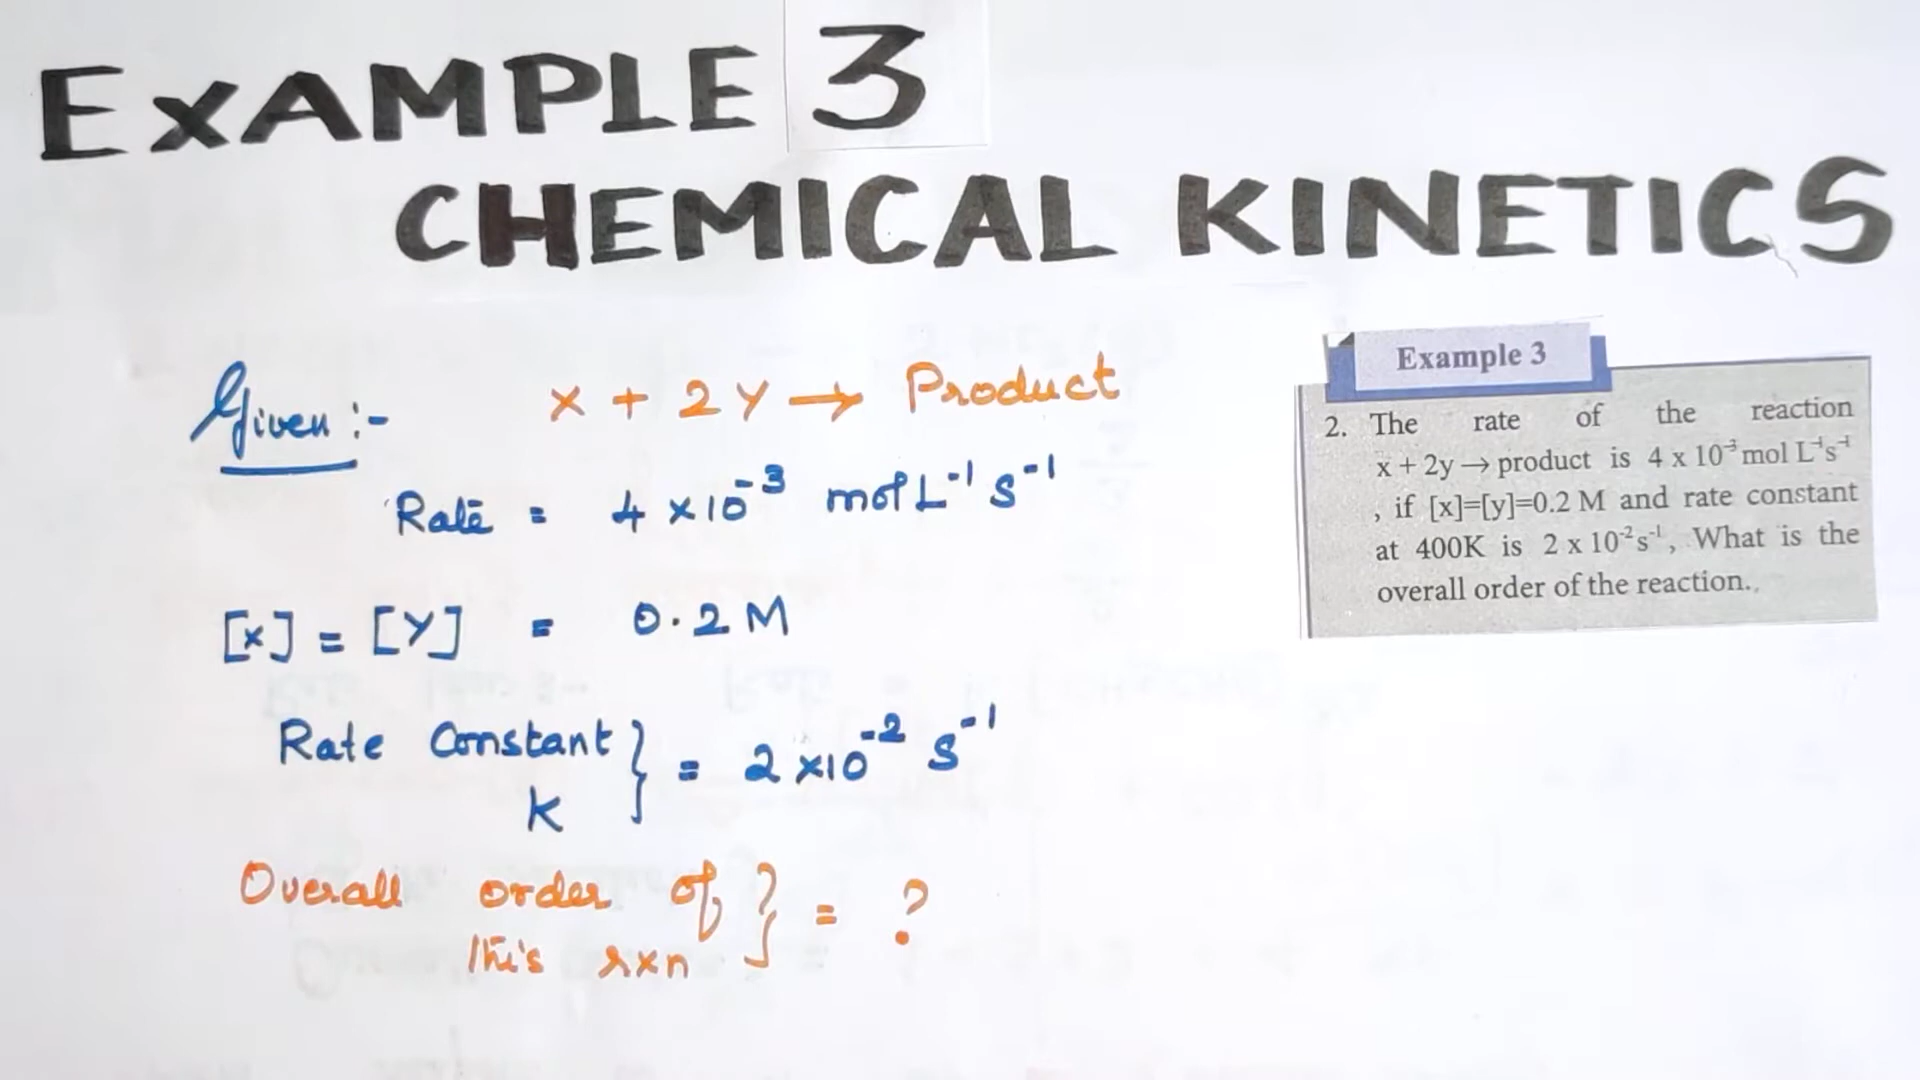 EXAMPLE 3
CHEMICAL KINETICS
Given :-
x + 2y → Product
Rate = 4 × 10⁻³ mol L⁻¹ s⁻¹
[x] = [y] = 0.2 M
Rate Constant
k } = 2 × 10⁻² s⁻¹
Overall order of
this rxn } = ?
Example 3
2. The rate of the reaction
x + 2y → product is 4 x 10⁻³ mol L⁻¹s⁻¹
, if [x]=[y]=0.2 M and rate constant
at 400K is 2 x 10⁻²s⁻¹, What is the
overall order of the reaction..